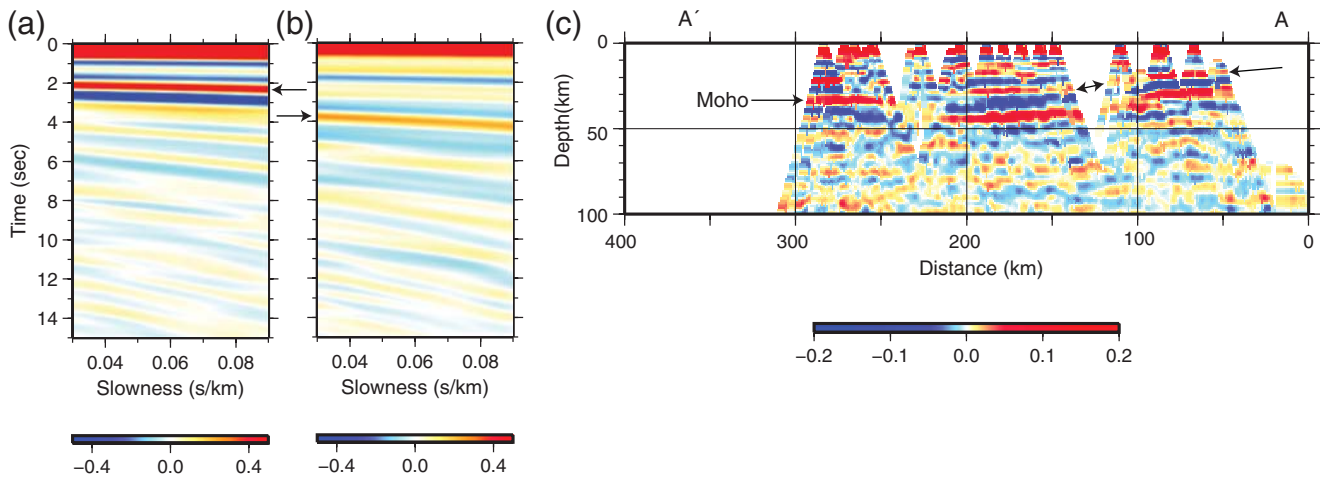 (a)
(b)
(c)
A´
A
0
2
4
6
8
10
12
14
Time (sec)
0.04 0.06 0.08
Slowness (s/km)
0.04 0.06 0.08
Slowness (s/km)
−0.4 0.0 0.4
−0.4 0.0 0.4
Moho
0
50
100
Depth(km)
400 300 200 100 0
Distance (km)
−0.2 −0.1 0.0 0.1 0.2